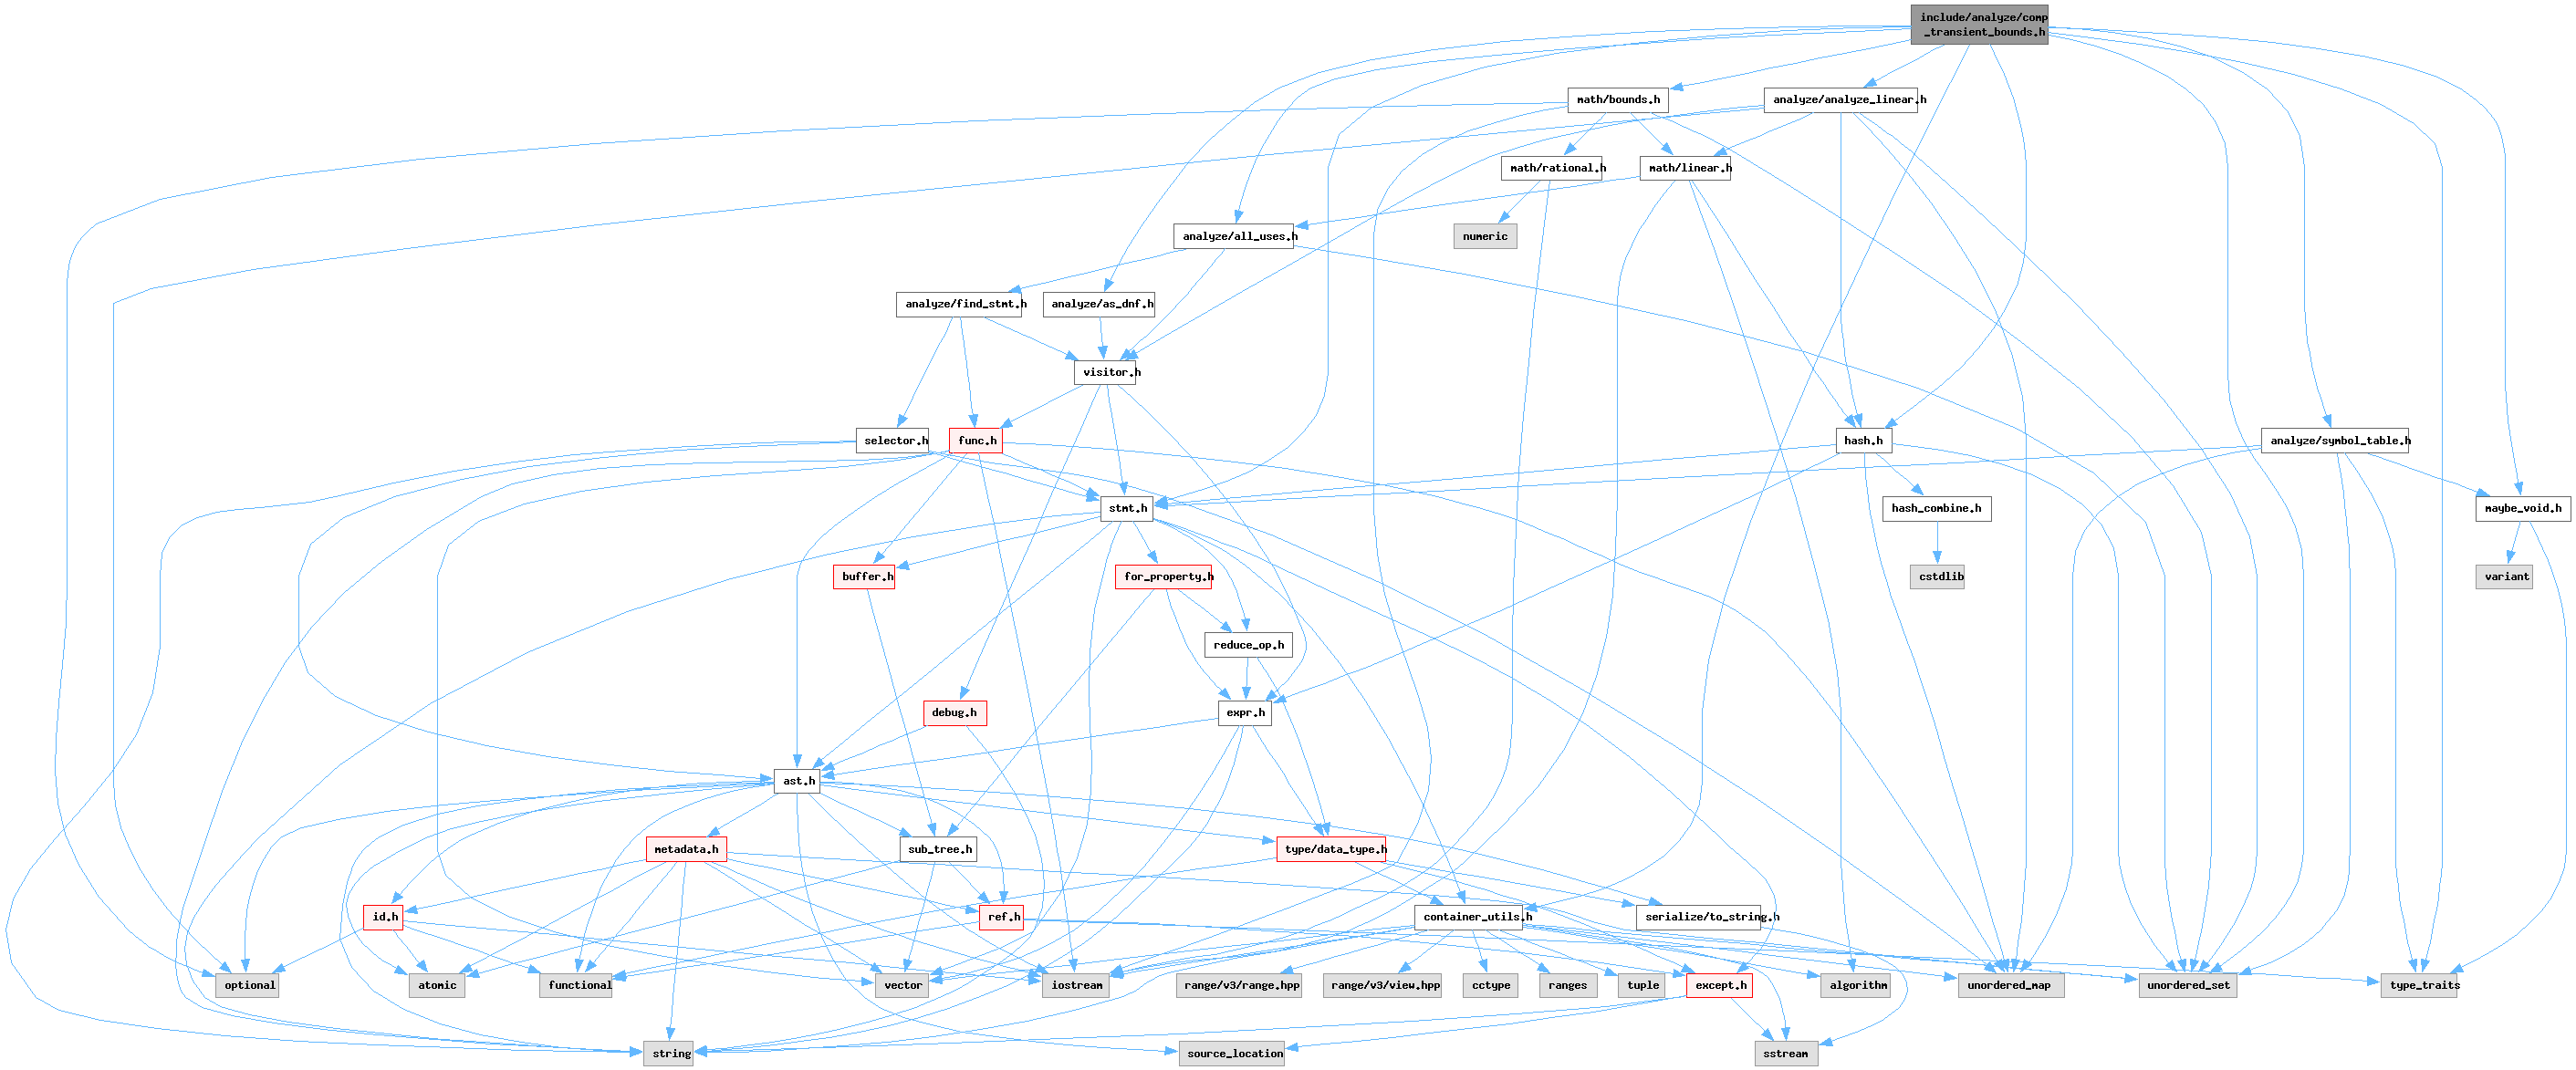 include/analyze/comp
_transient_bounds.h
math/bounds.h
analyze/analyze_linear.h
math/rational.h
math/linear.h
analyze/all_uses.h
numeric
analyze/find_stmt.h
analyze/as_dnf.h
visitor.h
selector.h
func.h
hash.h
analyze/symbol_table.h
stmt.h
hash_combine.h
maybe_void.h
buffer.h
for_property.h
cstdlib
variant
reduce_op.h
debug.h
expr.h
ast.h
metadata.h
sub_tree.h
type/data_type.h
id.h
ref.h
container_utils.h
serialize/to_string.h
optional
atomic
functional
vector
iostream
range/v3/range.hpp
range/v3/view.hpp
cctype
ranges
tuple
except.h
algorithm
unordered_map
unordered_set
type_traits
string
source_location
sstream